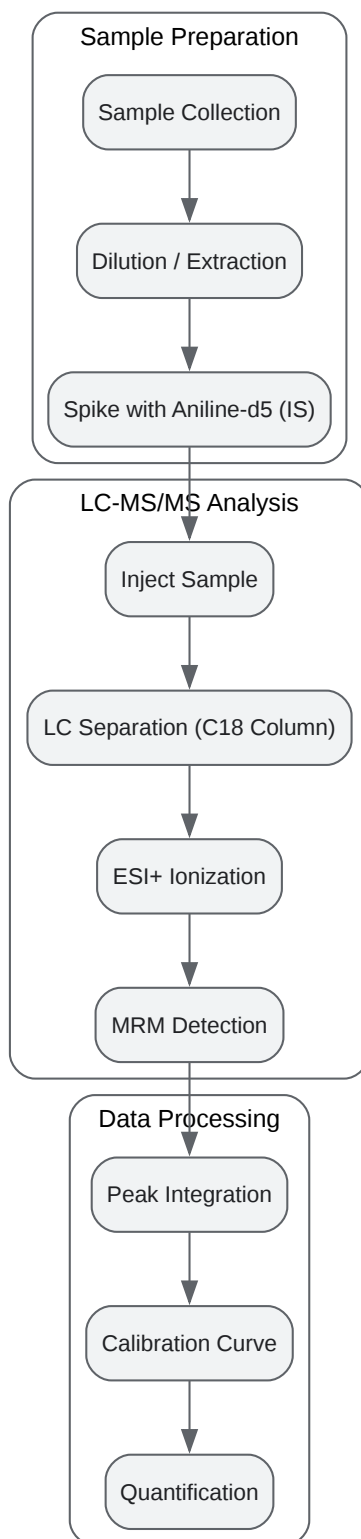 Sample Preparation
Sample Collection
Dilution / Extraction
Spike with Aniline-d5 (IS)
LC-MS/MS Analysis
Inject Sample
LC Separation (C18 Column)
ESI+ Ionization
MRM Detection
Data Processing
Peak Integration
Calibration Curve
Quantification